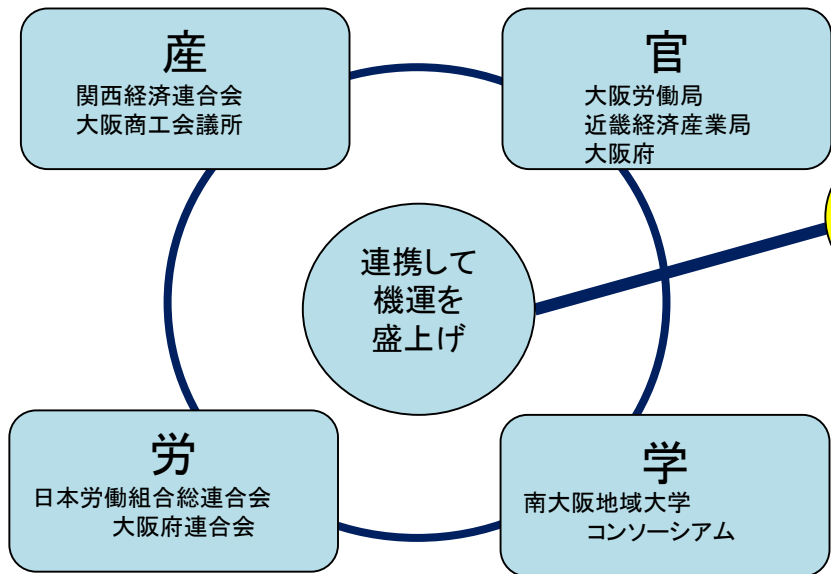 産
関西経済連合会
大阪商工会議所
官
大阪労働局
近畿経済産業局
大阪府
連携して
機運を
盛上げ
労
日本労働組合総連合会
大阪府連合会
学
南大阪地域大学
コンソーシアム